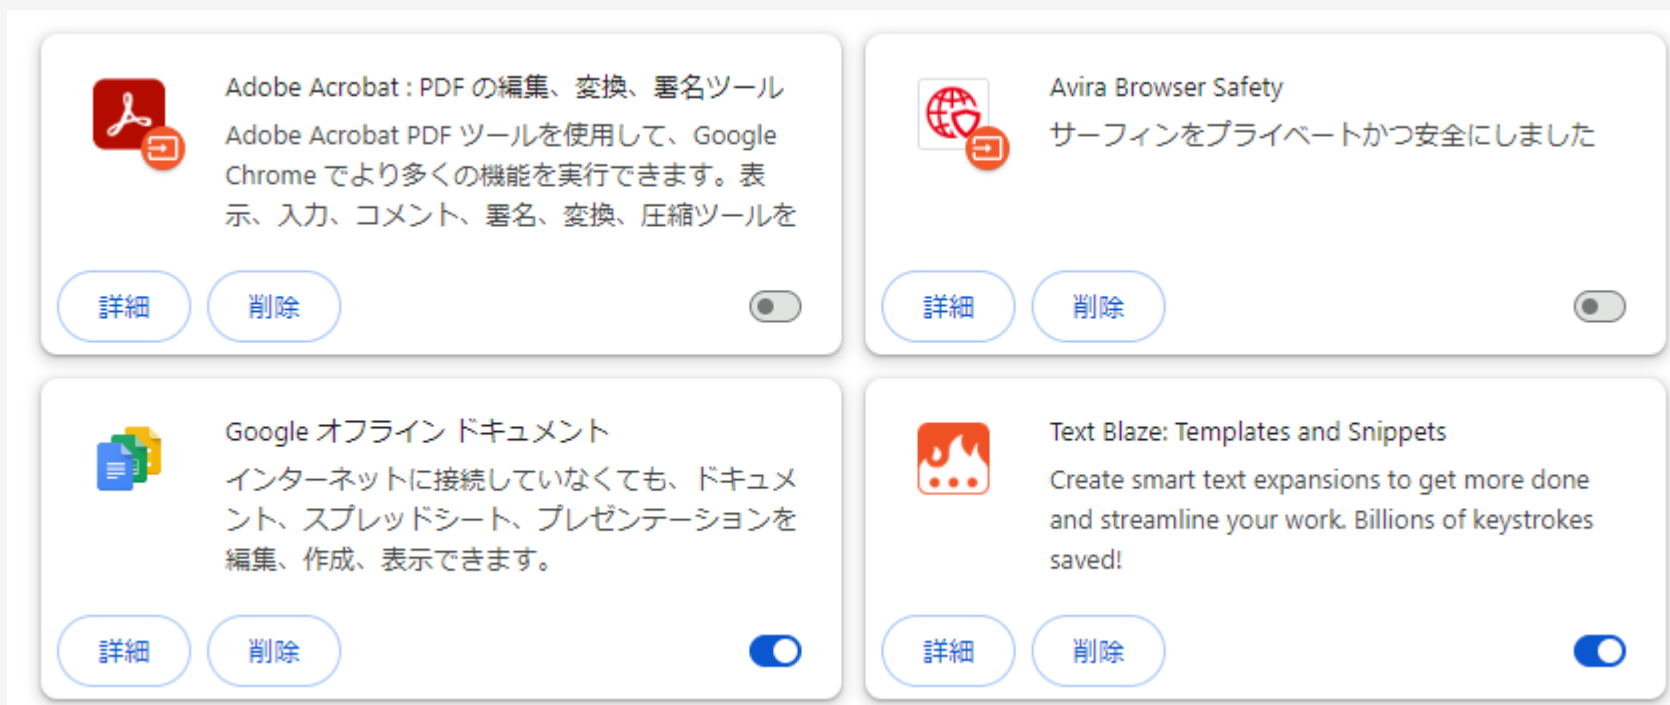 Adobe Acrobat : PDF の編集、変換、署名ツール
Adobe Acrobat PDF ツールを使用して、Google
Chrome でより多くの機能を実行できます。表
示、入力、コメント、署名、変換、圧縮ツールを
詳細
削除
Avira Browser Safety
サーフィンをプライベートかつ安全にしました
詳細
削除
Google オフライン ドキュメント
インターネットに接続していなくても、ドキュメ
ント、スプレッドシート、プレゼンテーションを
編集、作成、表示できます。
詳細
削除
Text Blaze: Templates and Snippets
Create smart text expansions to get more done
and streamline your work. Billions of keystrokes
saved!
詳細
削除